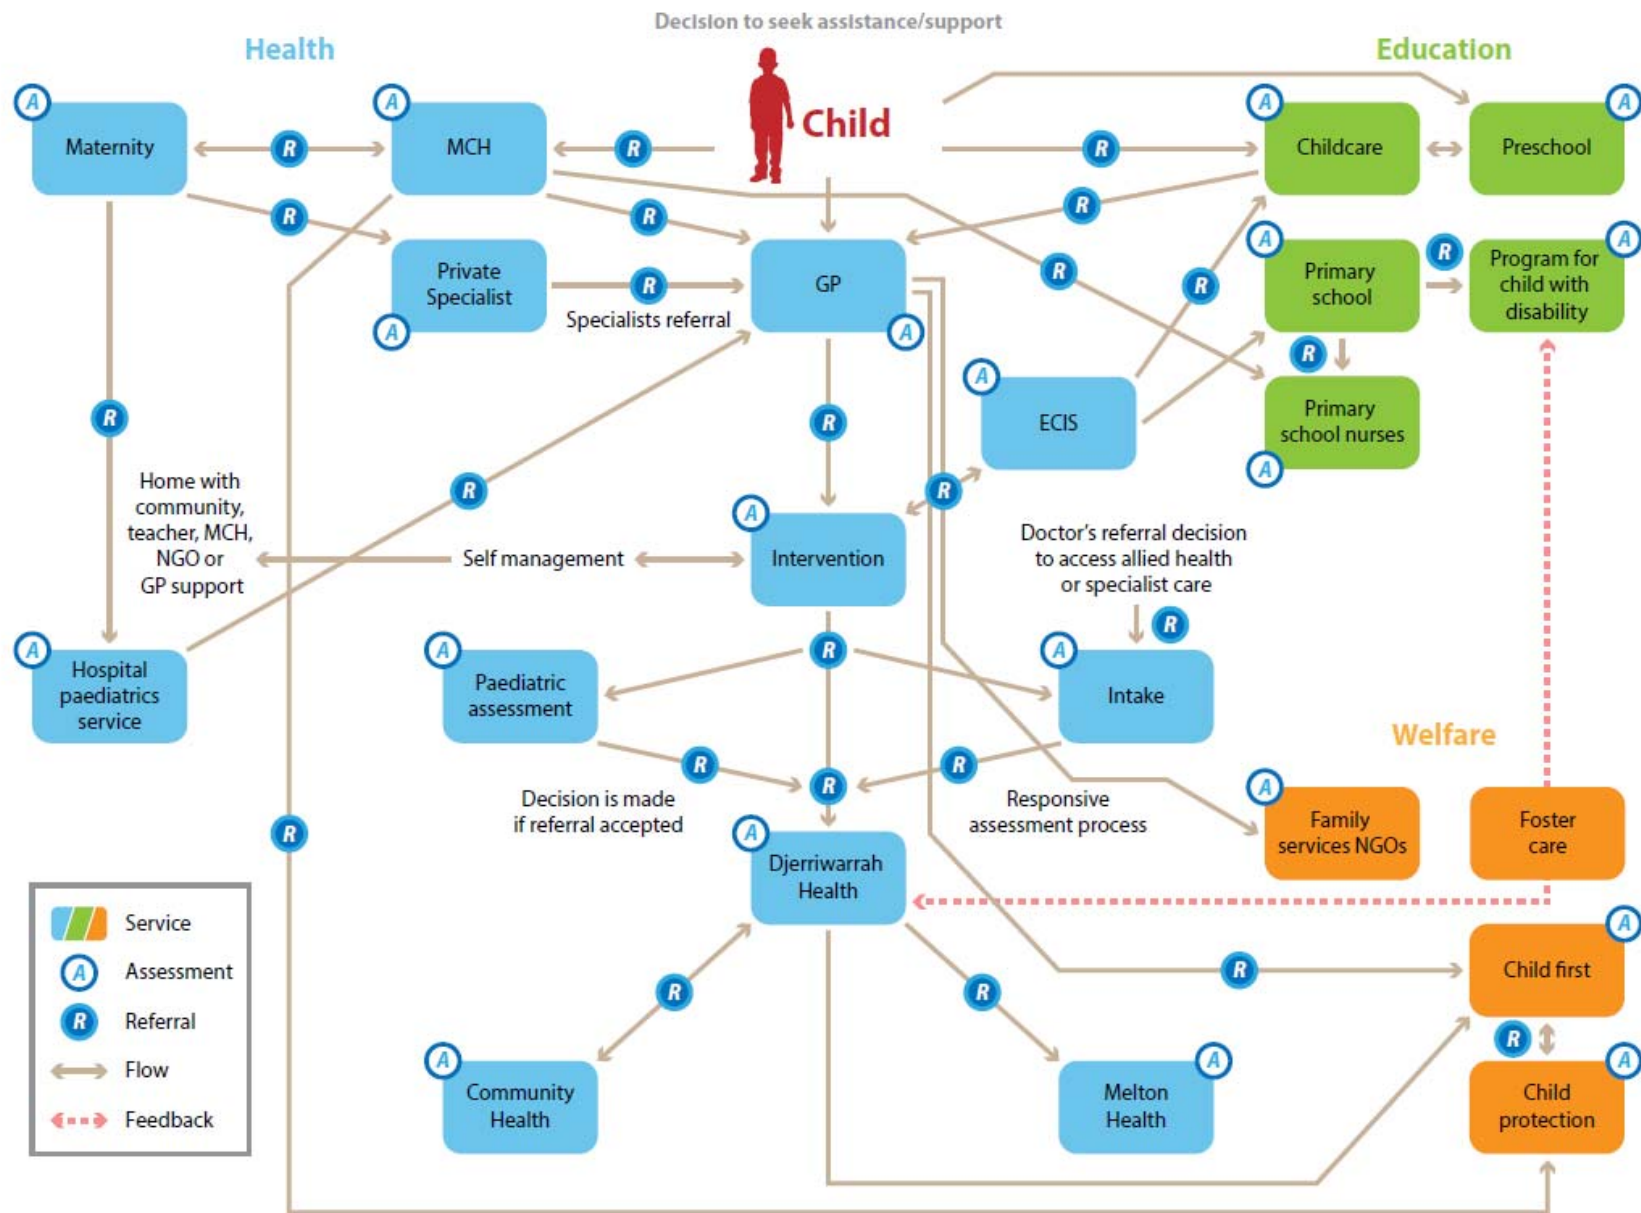 Decision to seek assistance/support
Health
Education
Child
A
Maternity
R
A
MCH
R
R
A
Childcare
A
Preschool
R
R
R
Private
Specialist
A
R
Specialists referral
GP
A
R
R
A
Primary
school
R
A
Program for
child with
disability
R
Primary
school nurses
A
A
ECIS
R
R
R
R
Home with
community,
teacher, MCH,
NGO or
GP support
Self management
A
Intervention
Doctor's referral decision
to access allied health
or specialist care
R
A
Hospital
paediatrics
service
A
Paediatric
assessment
R
A
Intake
R
R
R
Decision is made
if referral accepted
Responsive
assessment process
Welfare
A
Family
services NGOs
Foster
care
R
A
Djerriwarrah
Health
Service
A
Assessment
R
Referral
Flow
Feedback
R
R
R
A
Child first
R
A
Child
protection
A
Community
Health
A
Melton
Health